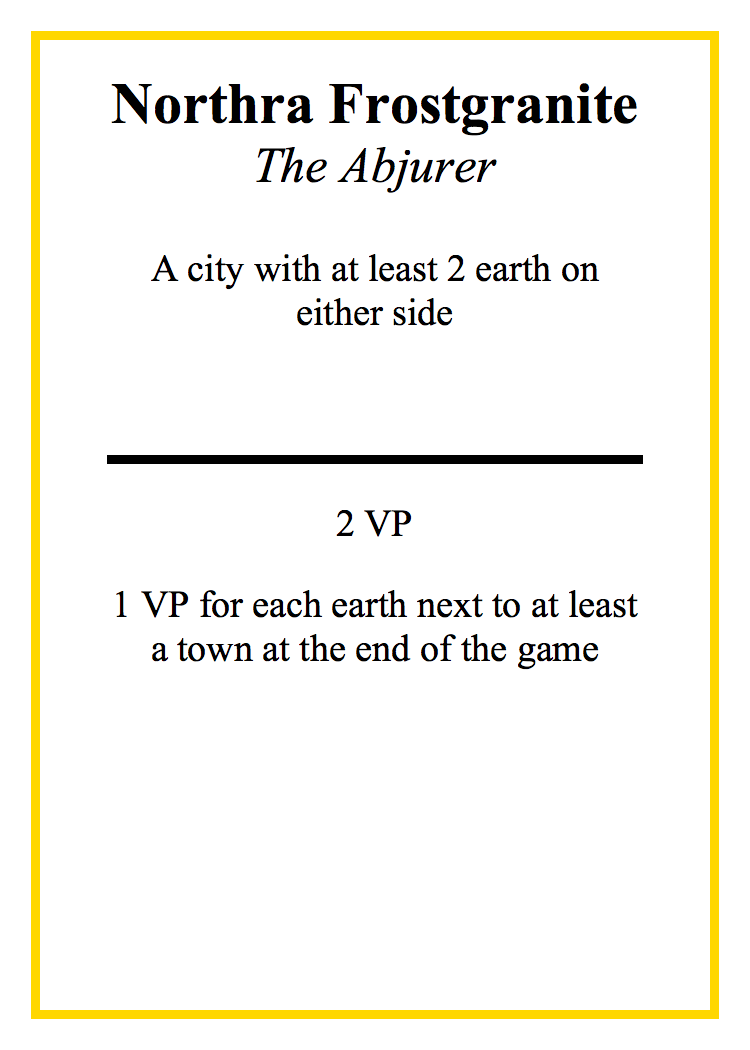 Northra Frostgranite
The Abjurer
A city with at least 2 earth on
either side
2 VP
1 VP for each earth next to at least
a town at the end of the game